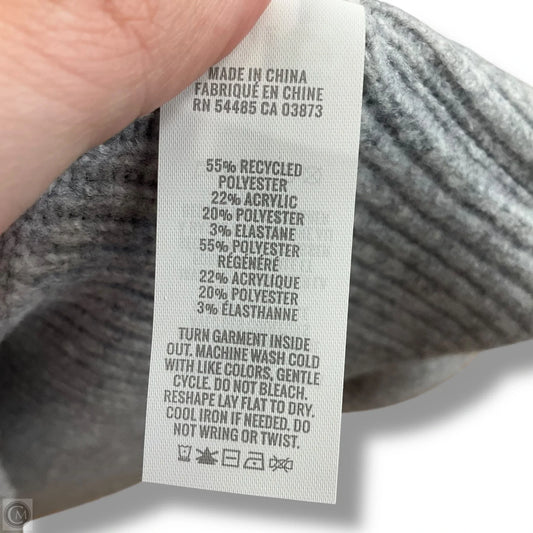 MADE IN CHINA
FABRIQUÉ EN CHINE
RN 54485 CA 03873
55% RECYCLED
POLYESTER
22% ACRYLIC
20% POLYESTER
3% ELASTANE
55% POLYESTER
RÉGÉNÉRÉ
22% ACRYLIQUE
20% POLYESTER
3% ÉLASTHANNE
TURN GARMENT INSIDE
OUT. MACHINE WASH COLD
WITH LIKE COLORS, GENTLE
CYCLE. DO NOT BLEACH.
RESHAPE LAY FLAT TO DRY.
COOL IRON IF NEEDED. DO
NOT WRING OR TWIST.
CM